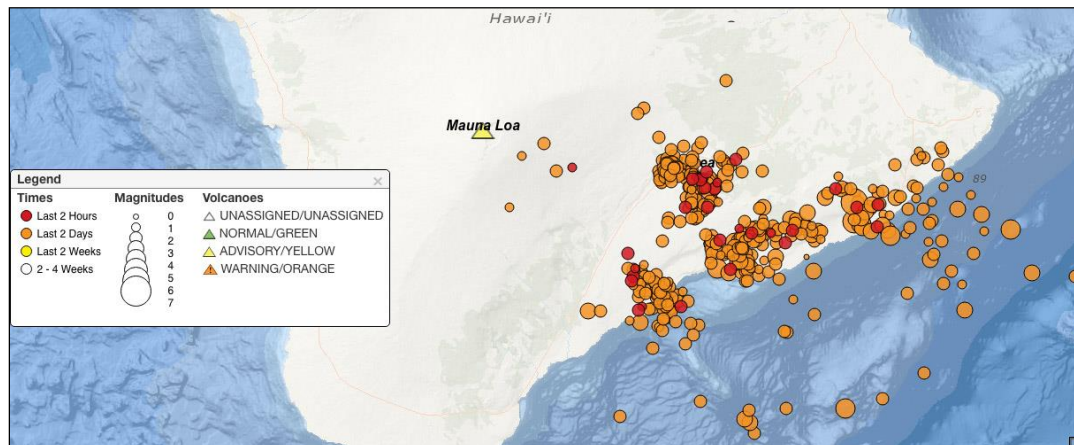 Hawai'i
Mauna Loa
ea
89
Legend
Times
Last 2 Hours
Last 2 Days
Last 2 Weeks
2 - 4 Weeks
Magnitudes
0
1
2
3
4
5
6
7
Volcanoes
UNASSIGNED/UNASSIGNED
NORMAL/GREEN
ADVISORY/YELLOW
WARNING/ORANGE